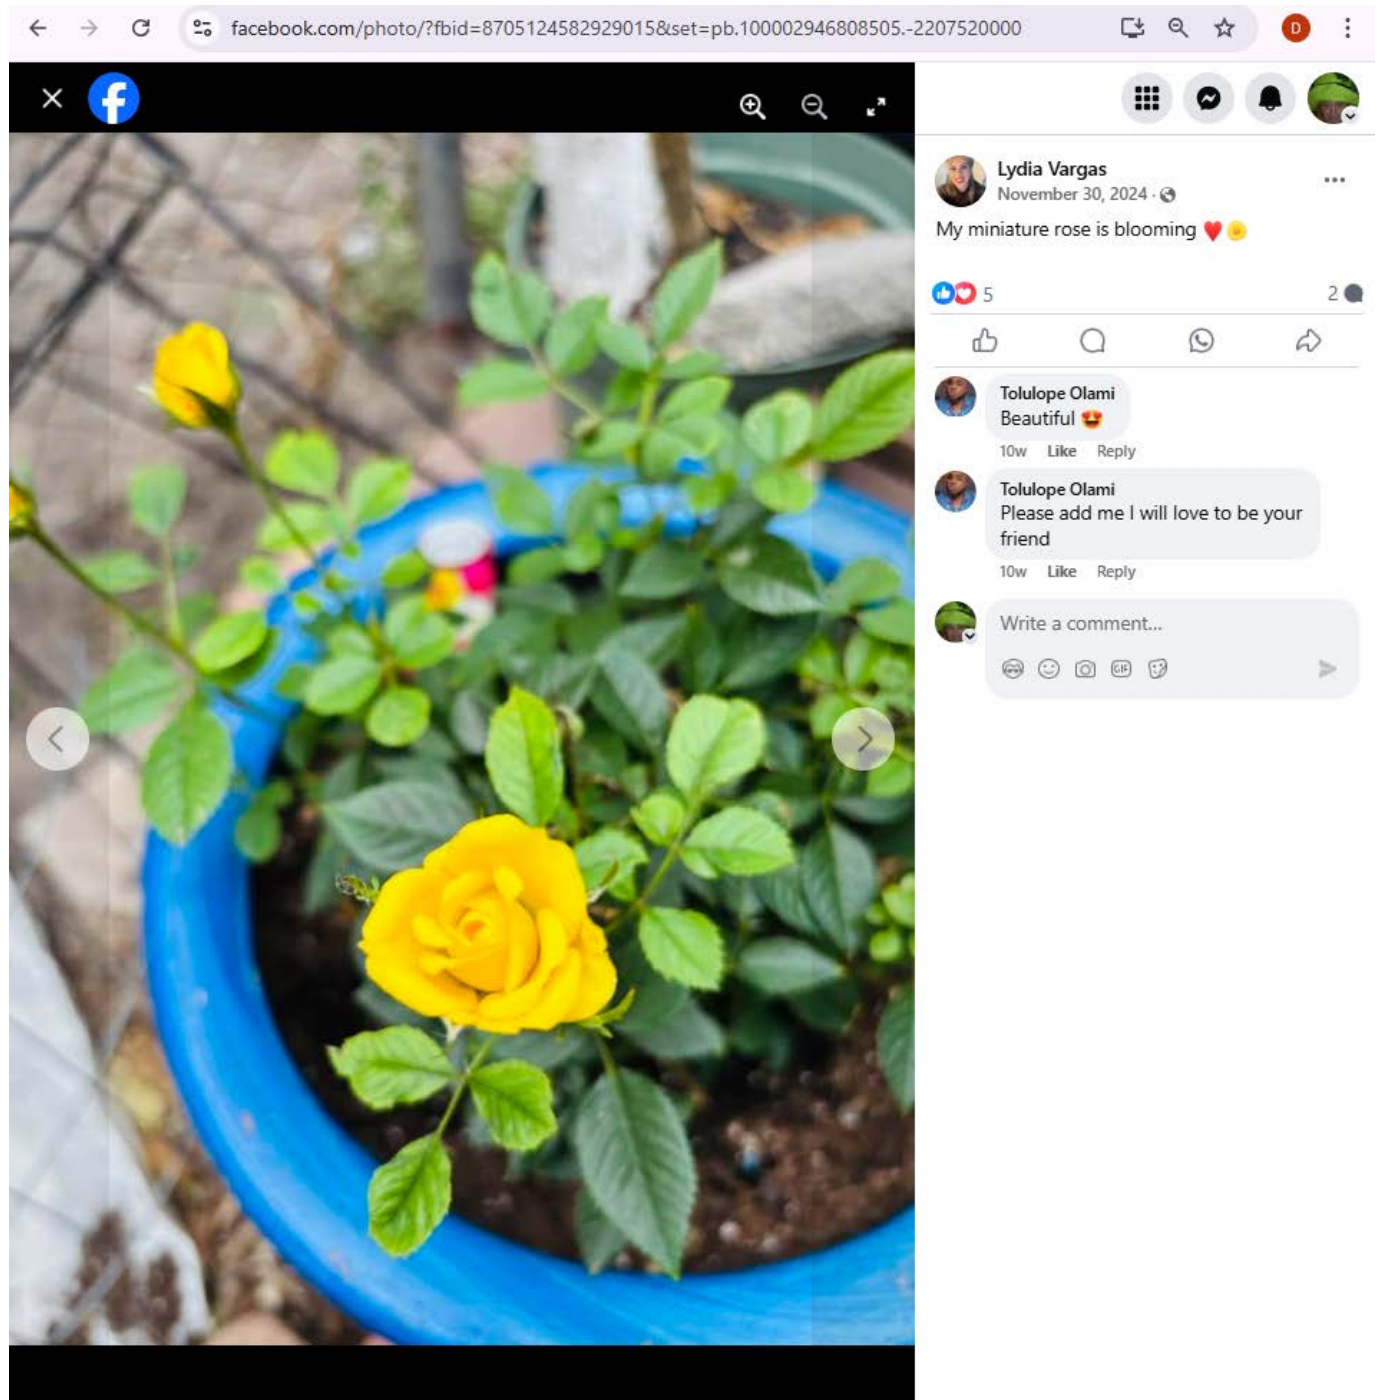 facebook.com/photo/?fbid=8705124582929015&set=pb.100002946808505.-2207520000
D
Lydia Vargas
November 30, 2024 ·
My miniature rose is blooming ❤️🌼
5
2
Tolulope Olami
Beautiful 🤩
10w Like Reply
Tolulope Olami
Please add me I will love to be your
friend
10w Like Reply
Write a comment...
GIF